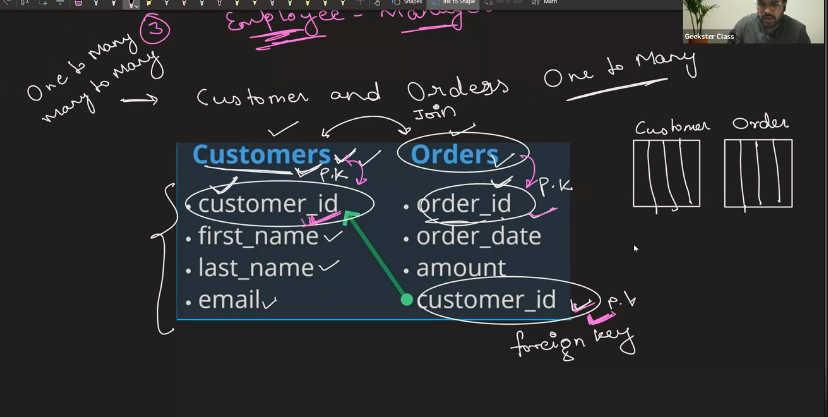 Shapes Ink to Shape Math
Geekster Class
③ Employee - Manager
One to Many
many to many → Customer and Orders One to Many
Join
Customer Order
Customers Orders
P.K P.K
• customer_id • order_id
• first_name • order_date
• last_name • amount
• email • customer_id P.k
foreign key